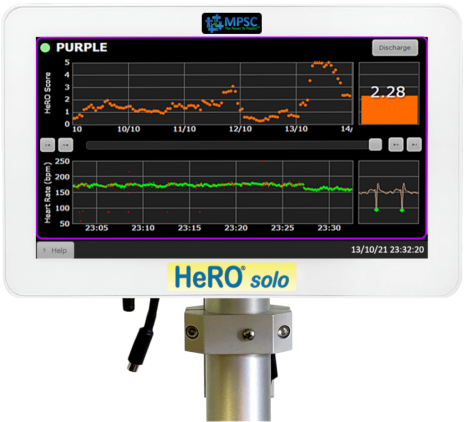 MPSC
PURPLE
Discharge
HeRO Score
5
4
3
2
1
0
2.28
10 10/10 11/10 12/10 13/10 14/
Heart Rate (bpm)
250
200
150
100
50
23:05 23:10 23:15 23:20 23:25 23:30
? Help
13/10/21 23:32:20
HeRO® solo